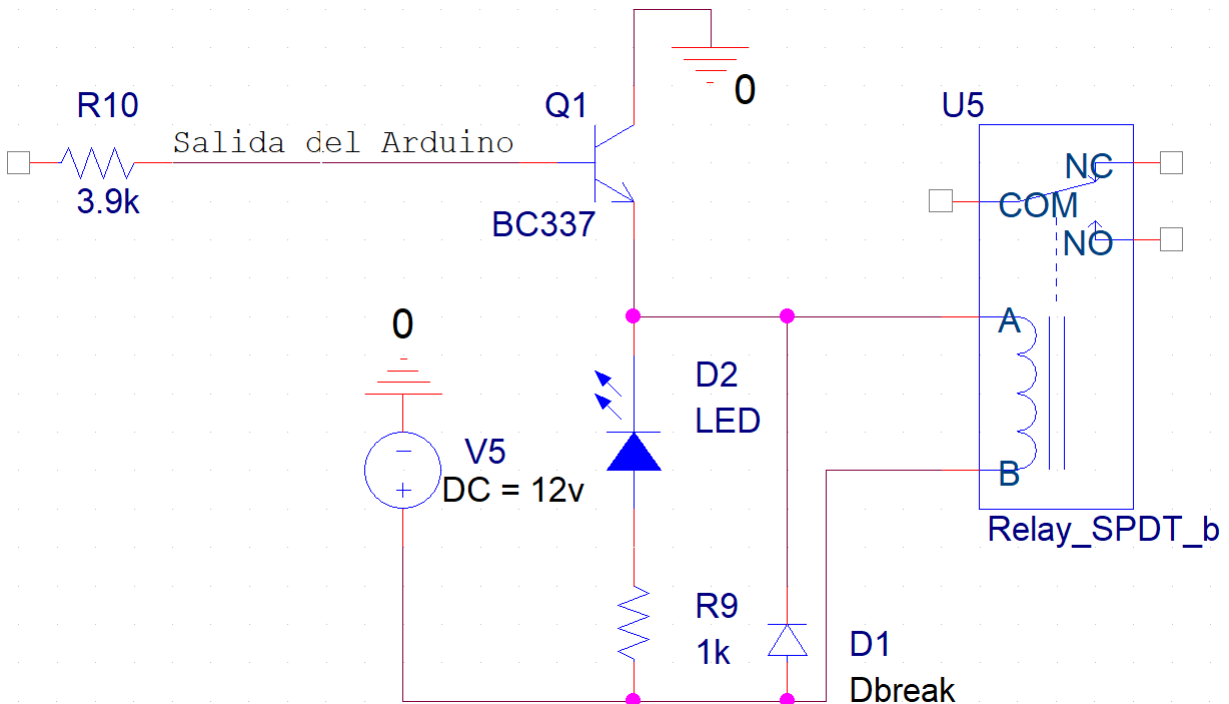 R10
Salida del Arduino
3.9k
Q1
BC337
0
U5
NC
COM
NO
A
B
Relay_SPDT_b
0
V5
DC = 12v
D2
LED
R9
1k
D1
Dbreak